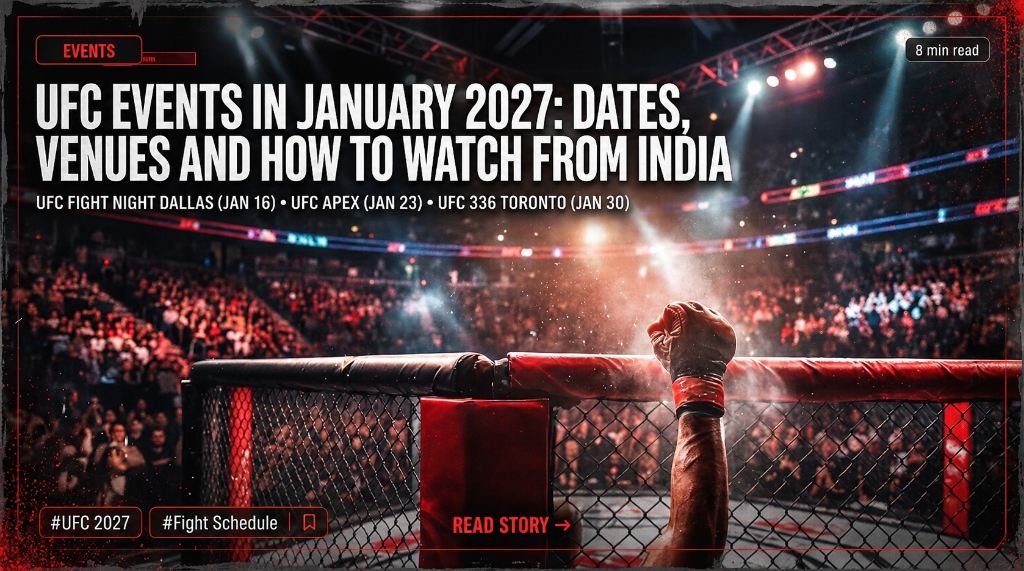 EVENTS
8 min read
UFC EVENTS IN JANUARY 2027: DATES,
VENUES AND HOW TO WATCH FROM INDIA
UFC FIGHT NIGHT DALLAS (JAN 16) • UFC APEX (JAN 23) • UFC 336 TORONTO (JAN 30)
#UFC 2027
#Fight Schedule
READ STORY →